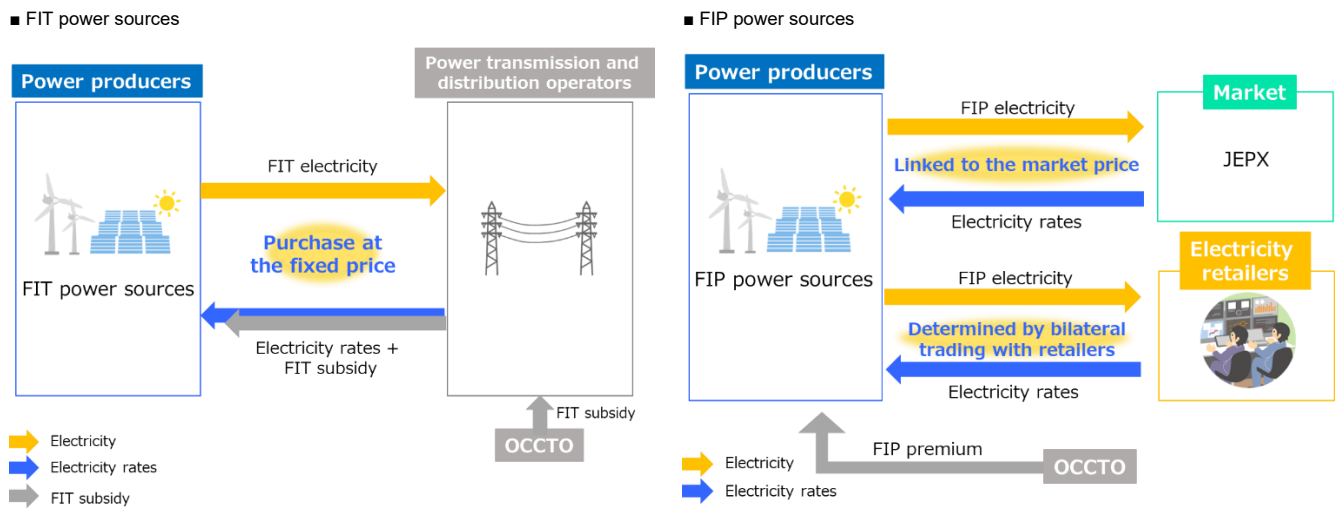 ■ FIT power sources
Power producers
FIT power sources
FIT electricity
Purchase at
the fixed price
Electricity rates +
FIT subsidy
Power transmission and
distribution operators
FIT subsidy
OCCTO
Electricity
Electricity rates
FIT subsidy
■ FIP power sources
Power producers
FIP power sources
FIP electricity
Linked to the market price
Electricity rates
Market
JEPX
FIP electricity
Determined by bilateral
trading with retailers
Electricity rates
Electricity
retailers
FIP premium
OCCTO
Electricity
Electricity rates